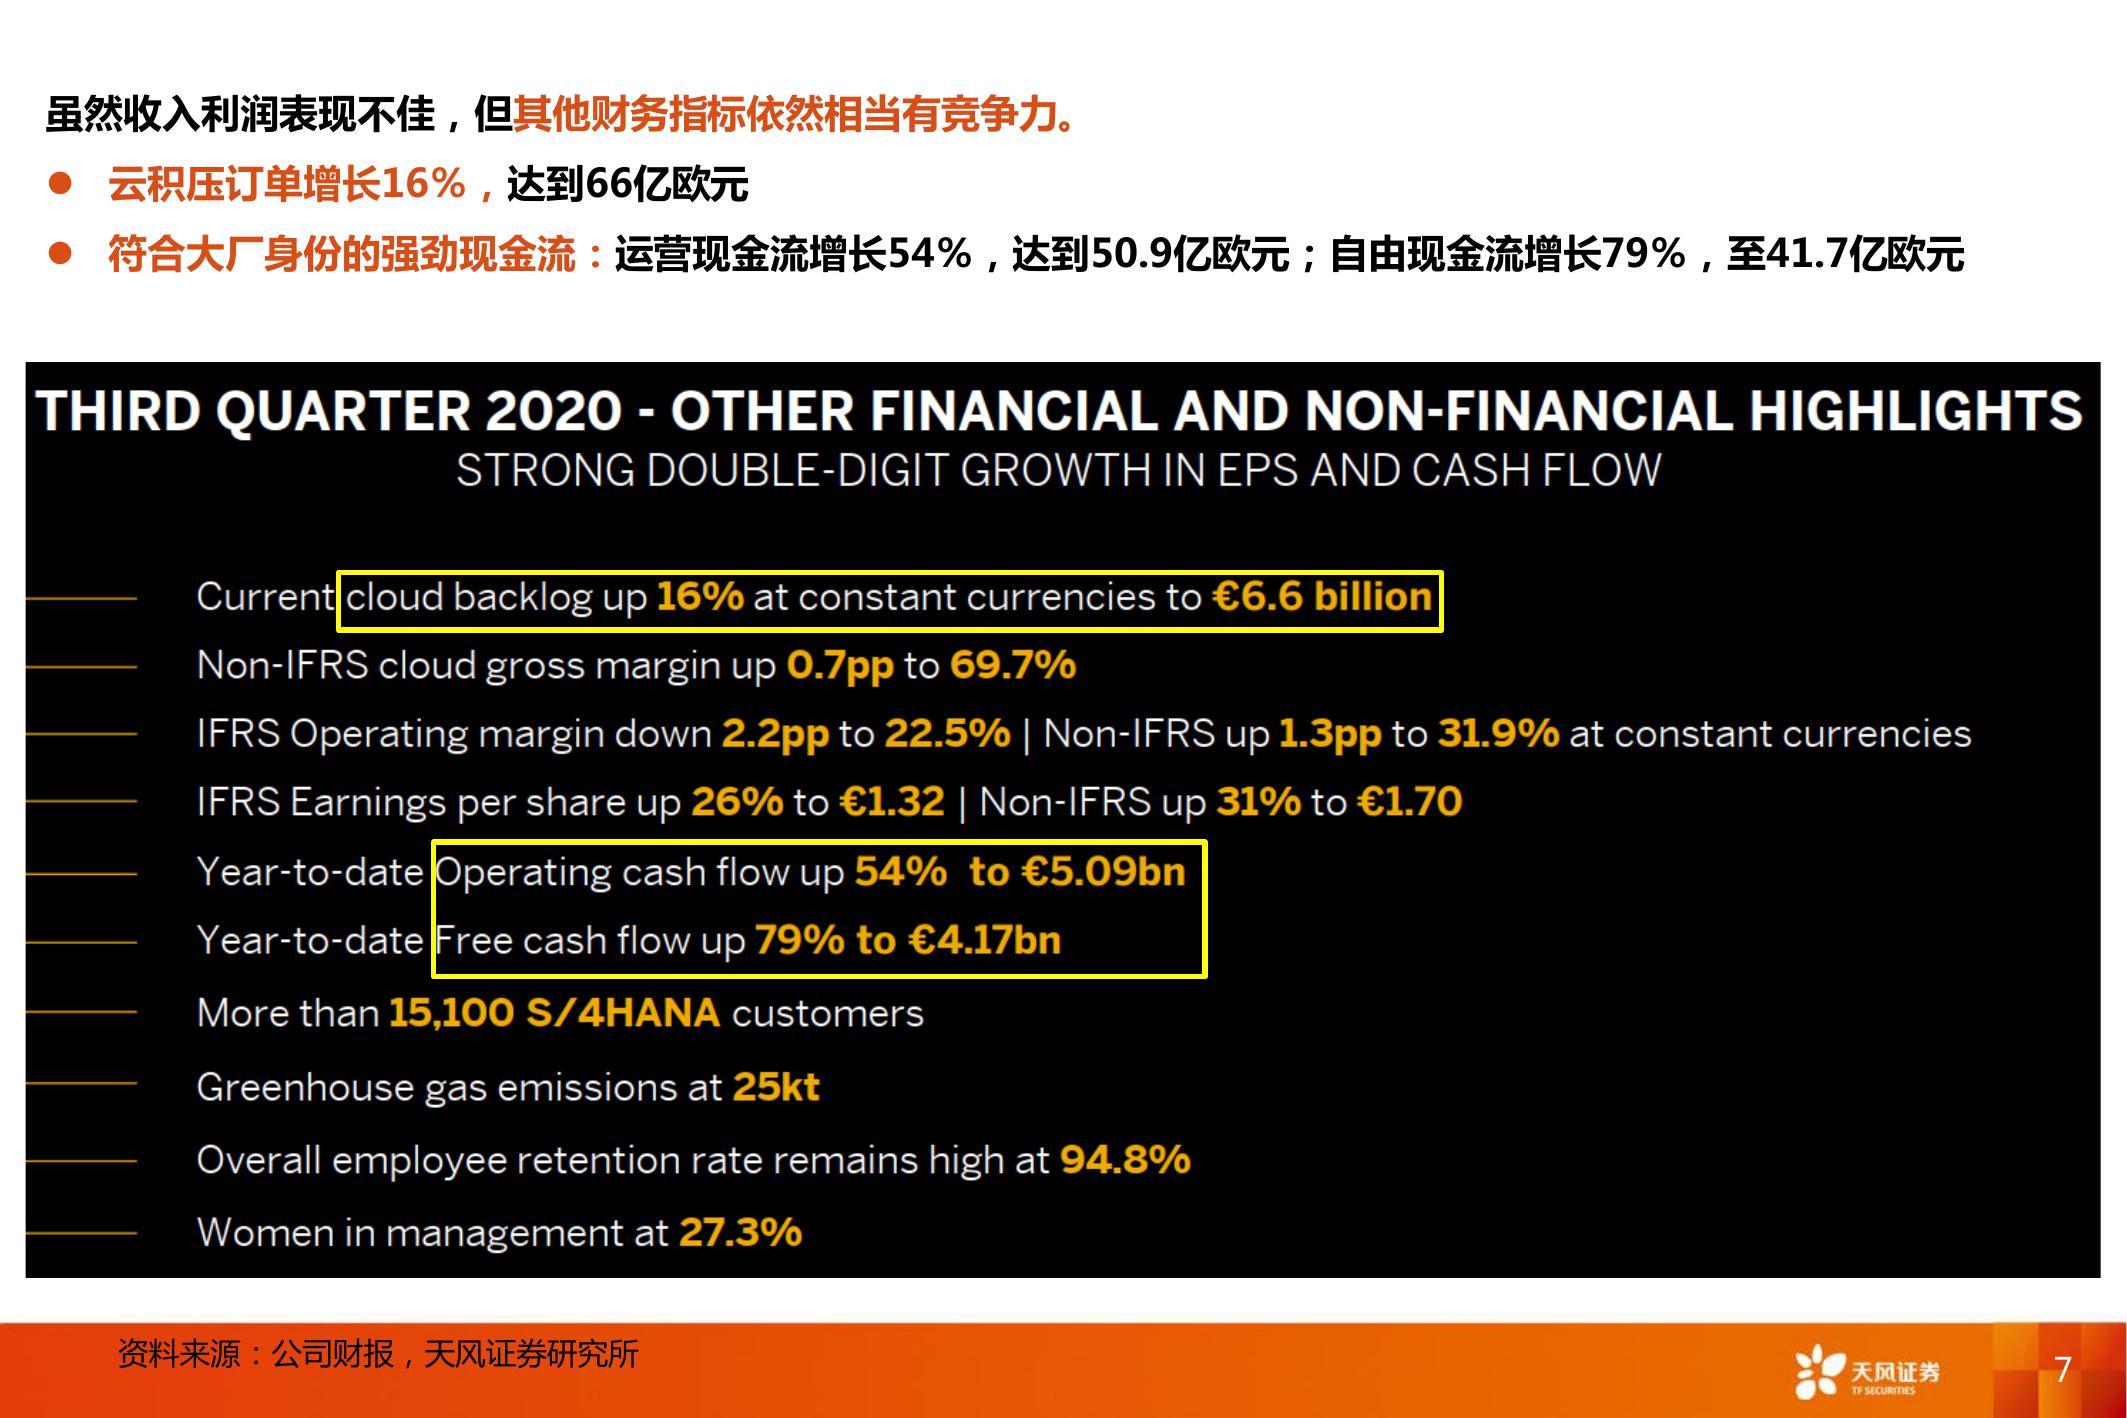 虽然收入利润表现不佳，但其他财务指标依然相当有竞争力。
● 云积压订单增长16%，达到66亿欧元
● 符合大厂身份的强劲现金流：运营现金流增长54%，达到50.9亿欧元；自由现金流增长79%，至41.7亿欧元
THIRD QUARTER 2020 - OTHER FINANCIAL AND NON-FINANCIAL HIGHLIGHTS
STRONG DOUBLE-DIGIT GROWTH IN EPS AND CASH FLOW
Current cloud backlog up 16% at constant currencies to €6.6 billion
Non-IFRS cloud gross margin up 0.7pp to 69.7%
IFRS Operating margin down 2.2pp to 22.5% | Non-IFRS up 1.3pp to 31.9% at constant currencies
IFRS Earnings per share up 26% to €1.32 | Non-IFRS up 31% to €1.70
Year-to-date Operating cash flow up 54% to €5.09bn
Year-to-date Free cash flow up 79% to €4.17bn
More than 15,100 S/4HANA customers
Greenhouse gas emissions at 25kt
Overall employee retention rate remains high at 94.8%
Women in management at 27.3%
资料来源：公司财报，天风证券研究所
天风证券
TF SECURITIES
7